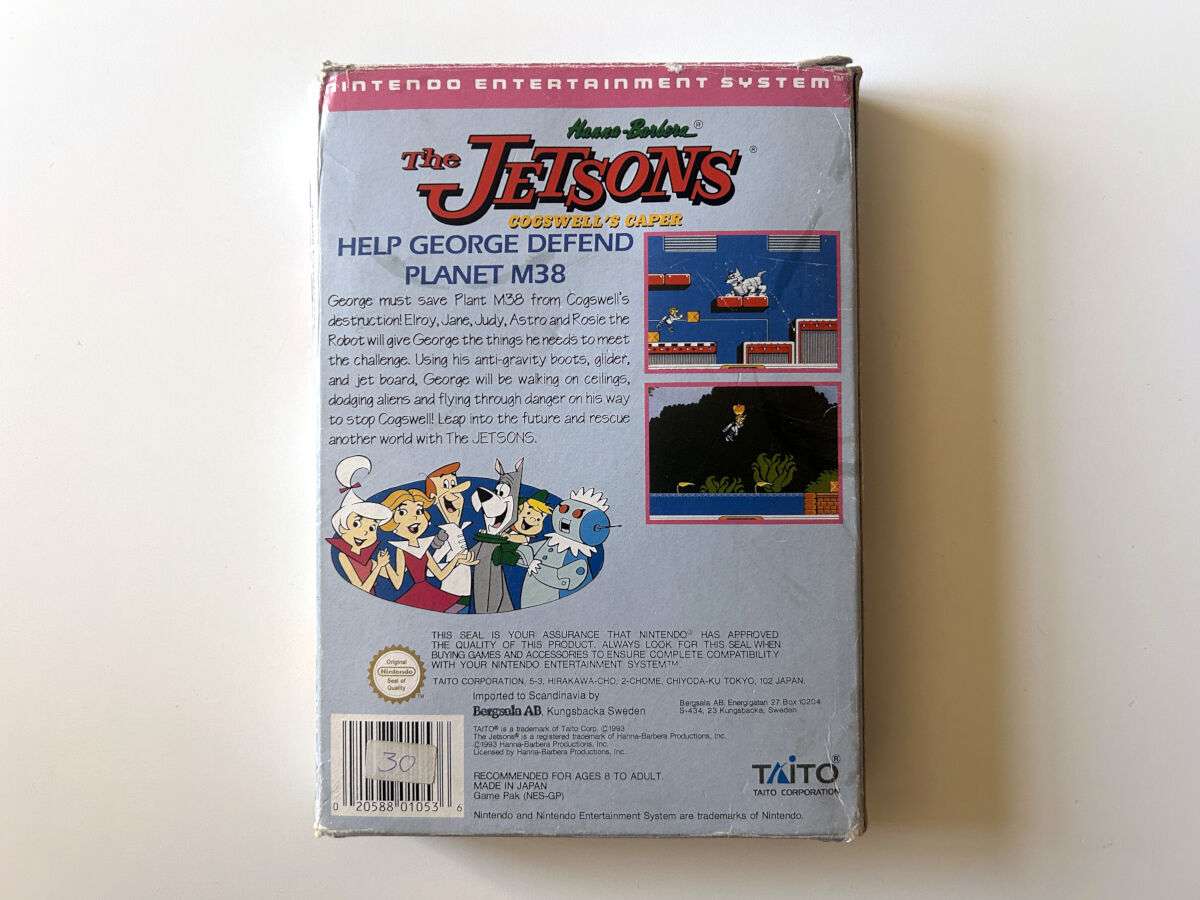 NINTENDO ENTERTAINMENT SYSTEM™
Hanna-Barbera®
The JETSONS®
COGSWELL'S CAPER
HELP GEORGE DEFEND
PLANET M38
George must save Plant M38 from Cogswell's
destruction! Elroy, Jane, Judy, Astro and Rosie the
Robot will give George the things he needs to meet
the challenge. Using his anti-gravity boots, glider,
and jet board, George will be walking on ceilings,
dodging aliens and flying through danger on his way
to stop Cogswell! Leap into the future and rescue
another world with The JETSONS.
THIS SEAL IS YOUR ASSURANCE THAT NINTENDO® HAS APPROVED
THE QUALITY OF THIS PRODUCT. ALWAYS LOOK FOR THIS SEAL WHEN
BUYING GAMES AND ACCESSORIES TO ENSURE COMPLETE COMPATIBILITY
WITH YOUR NINTENDO ENTERTAINMENT SYSTEM™.
Original
Nintendo
Seal of
Quality
TM
TAITO CORPORATION, 5-3, HIRAKAWA-CHO, 2-CHOME, CHIYODA-KU TOKYO, 102 JAPAN.
Imported to Scandinavia by
Bergsala AB, Kungsbacka Sweden
Bergsala AB, Energigatan 27 Box 10204
S-434, 23 Kungsbacka, Sweden
TAITO® is a trademark of Taito Corp. ©1993
The Jetsons® is a registered trademark of Hanna-Barbera Productions, Inc.
©1993 Hanna-Barbera Productions, Inc.
Licensed by Hanna-Barbera Productions, Inc.
30
0 20588 01053 6
RECOMMENDED FOR AGES 8 TO ADULT.
MADE IN JAPAN
Game Pak (NES-GP)
TAITO®
TAITO CORPORATION
Nintendo and Nintendo Entertainment System are trademarks of Nintendo.